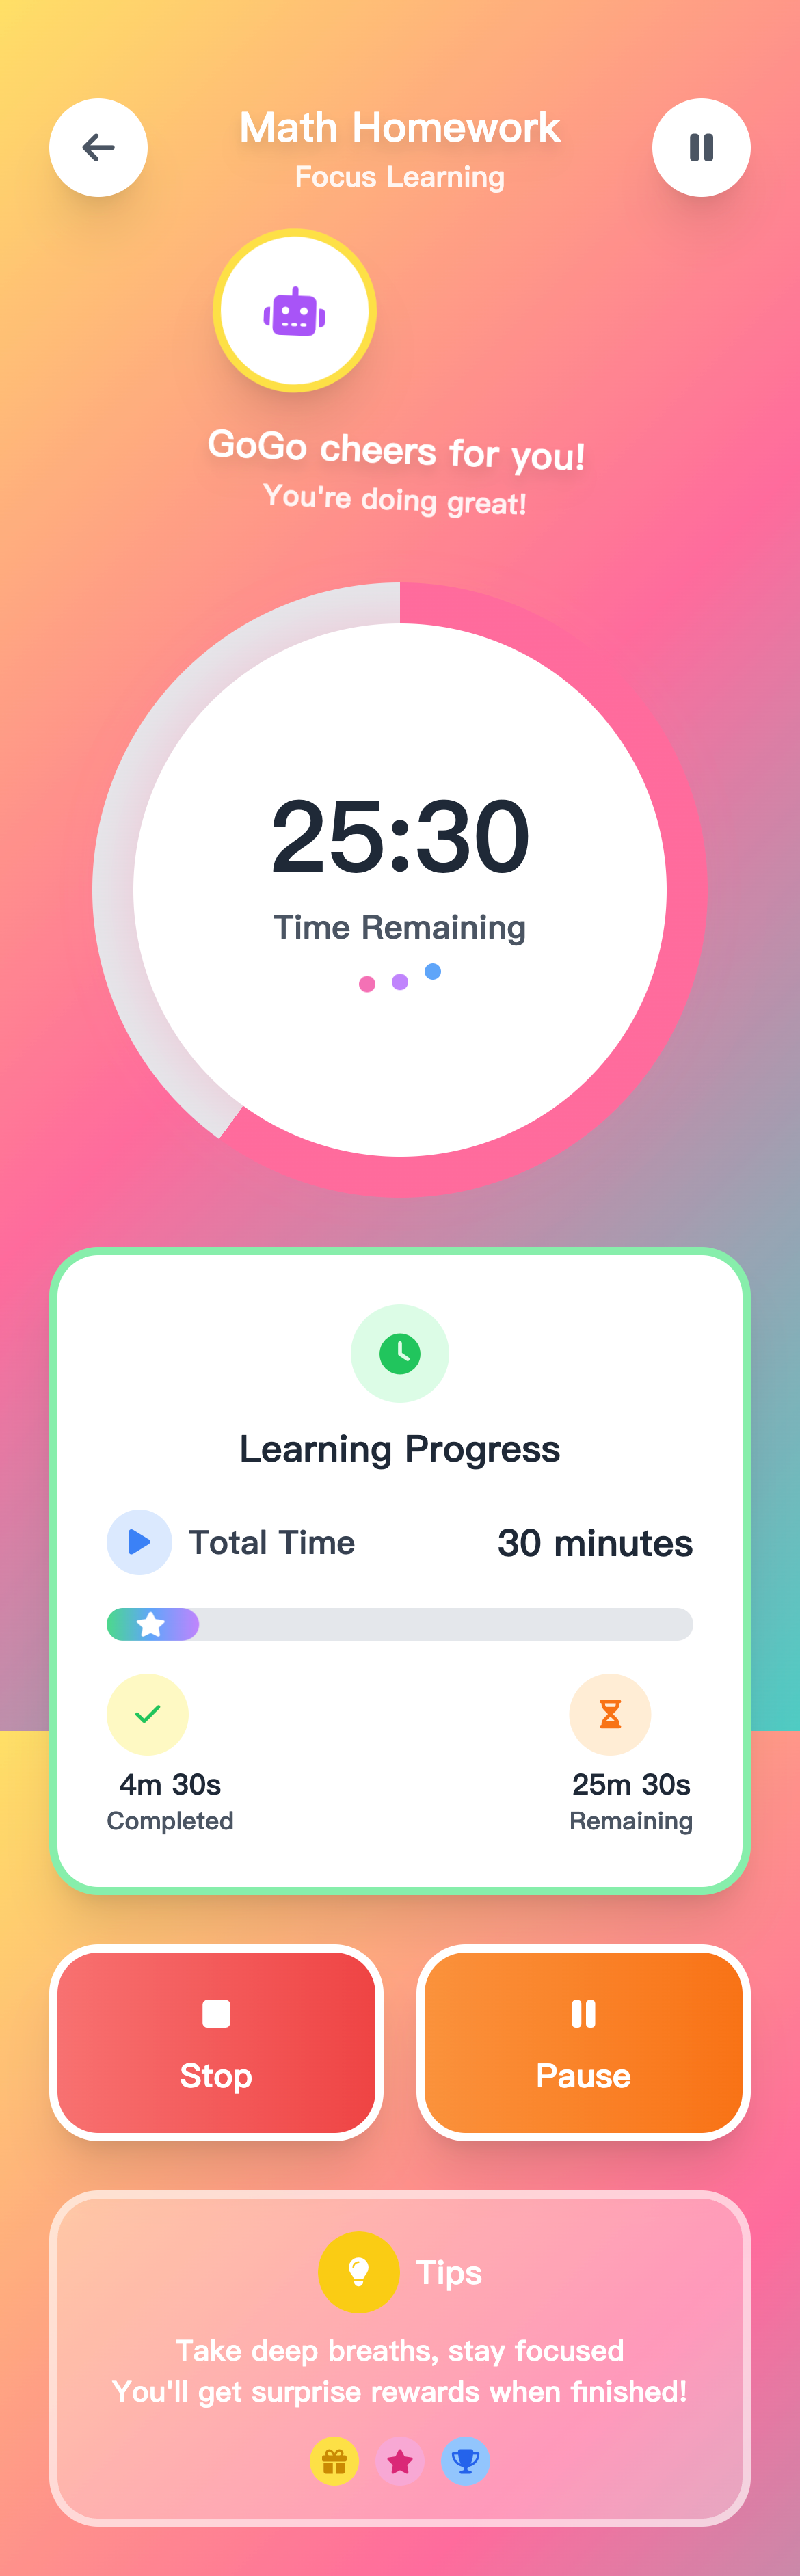 Math Homework
Focus Learning
GoGo cheers for you!
You're doing great!
25:30
Time Remaining
Learning Progress
Total Time 30 minutes
4m 30s 25m 30s
Completed Remaining
Stop Pause
Tips
Take deep breaths, stay focused
You'll get surprise rewards when finished!